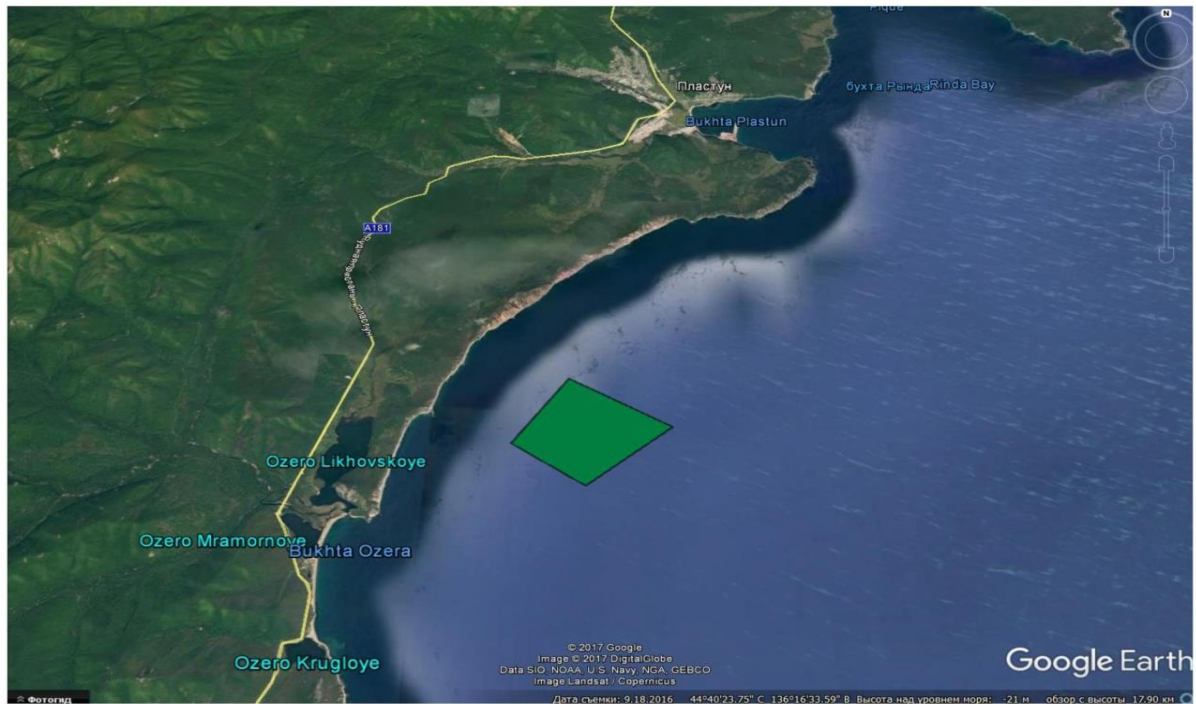 Rique
N
Пластун
бухта Рында Rinda Bay
Bukhta Plastun
A181
Ozero Likhovskoye
Ozero Mramornoye
Bukhta Ozera
Ozero Krugloye
© 2017 Google
Image © 2017 DigitalGlobe
Data SIO, NOAA, U.S. Navy, NGA, GEBCO
Image Landsat / Copernicus
Google Earth
Фотогид
Дата съемки: 9.18.2016 44°40'23.75" С 136°16'33.59" В Высота над уровнем моря: -21 м обзор с высоты 17.90 км